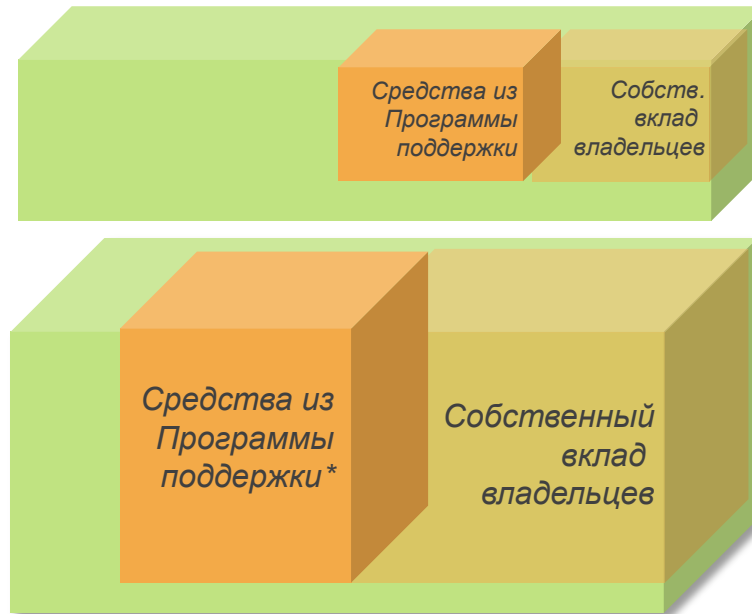 Средства из
Программы
поддержки
Собств.
вклад
владельцев
Средства из
Программы
поддержки*
Собственный
вклад
владельцев